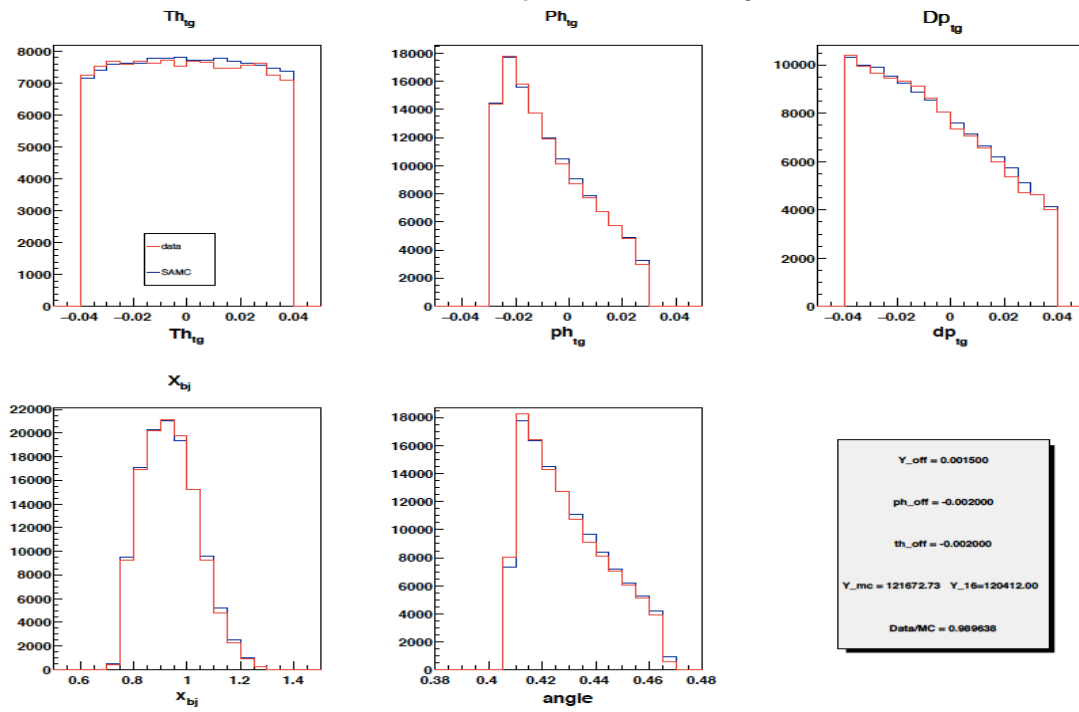 Th_tg
8000
7000
6000
5000
4000
3000
2000
1000
0
data
SAMC
−0.04 −0.02 0 0.02 0.04
Th_tg
Ph_tg
18000
16000
14000
12000
10000
8000
6000
4000
2000
0
−0.04 −0.02 0 0.02 0.04
ph_tg
Dp_tg
10000
8000
6000
4000
2000
0
−0.04 −0.02 0 0.02 0.04
dp_tg
X_bj
22000
20000
18000
16000
14000
12000
10000
8000
6000
4000
2000
0
0.6 0.8 1 1.2 1.4
x_bj
18000
16000
14000
12000
10000
8000
6000
4000
2000
0
0.38 0.4 0.42 0.44 0.46 0.48
angle
Y_off = 0.001500
ph_off = -0.002000
th_off = -0.002000
Y_mc = 121672.73 Y_16=120412.00
Data/MC = 0.989638